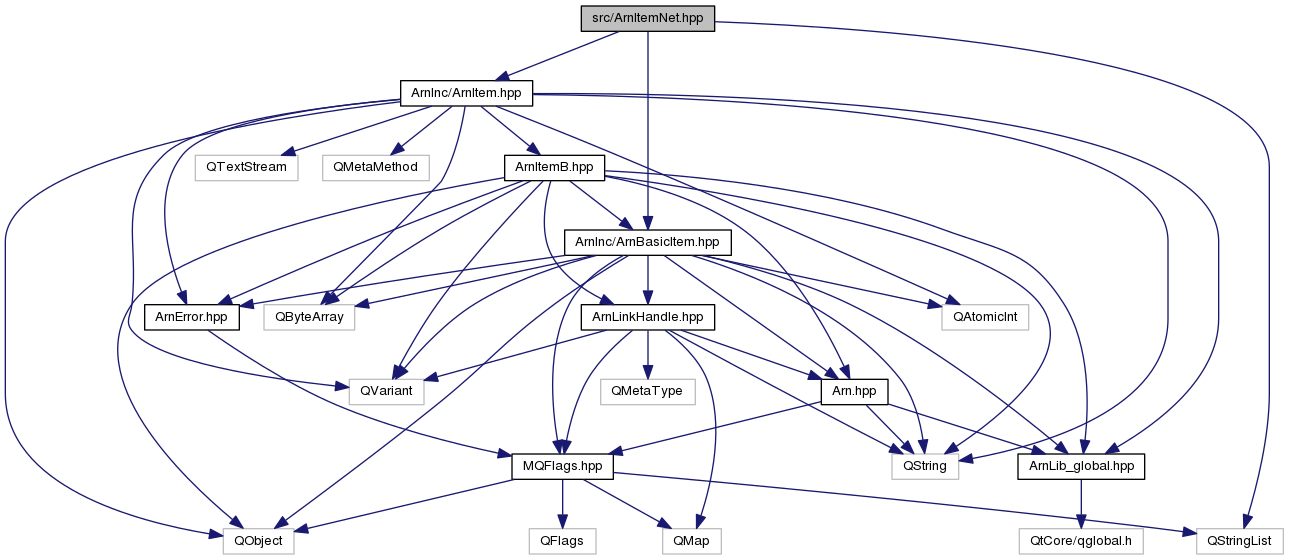 src/ArnItemNet.hpp
ArnInc/ArnItem.hpp
QTextStream
QMetaMethod
ArnItemB.hpp
ArnInc/ArnBasicItem.hpp
ArnError.hpp
QByteArray
ArnLinkHandle.hpp
QAtomicInt
QVariant
QMetaType
Arn.hpp
MQFlags.hpp
QString
ArnLib_global.hpp
QObject
QFlags
QMap
QtCore/qglobal.h
QStringList